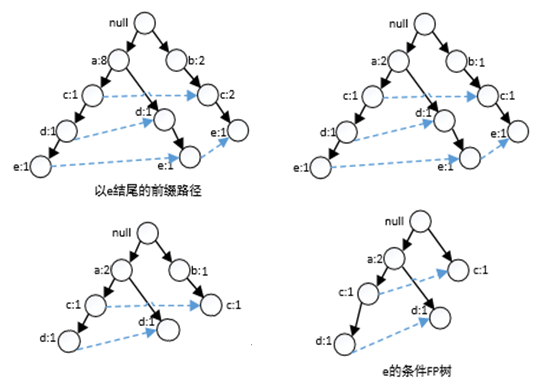 null
a:8
b:2
c:1
c:2
d:1
d:1
e:1
e:1
e:1
以e结尾的前缀路径
null
a:2
b:1
c:1
c:1
d:1
d:1
e:1
e:1
e:1
null
a:2
b:1
c:1
c:1
d:1
d:1
null
a:2
c:1
c:1
d:1
d:1
e的条件FP树